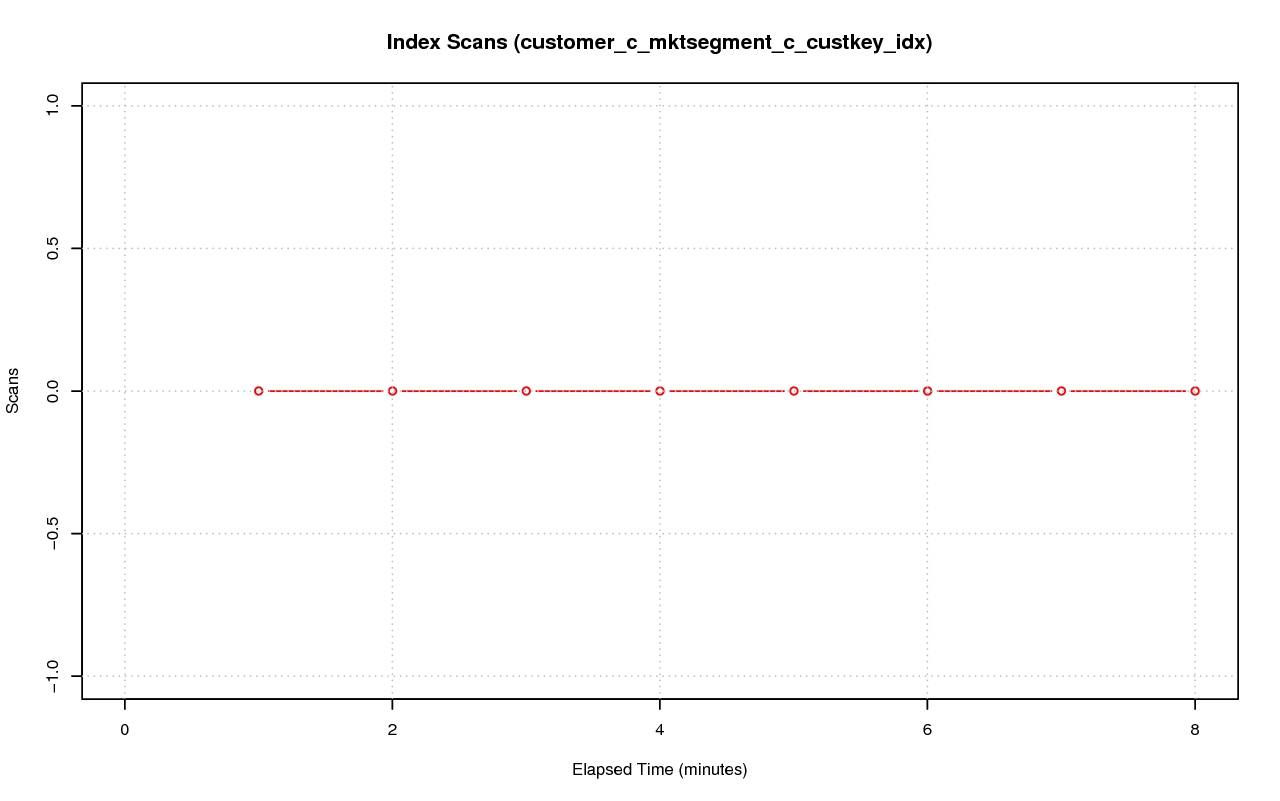 Index Scans (customer_c_mktsegment_c_custkey_idx)
1.0
0.5
0.0
−0.5
−1.0
Scans
0 2 4 6 8
Elapsed Time (minutes)